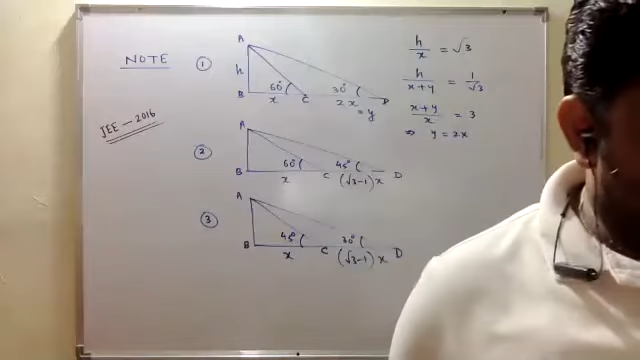 NOTE
JEE - 2016
1
A
h
B
60°
x
C
30°
2x
= y
D
2
A
B
60°
x
C
45°
(√3-1) x
D
3
A
B
45°
x
C
30°
(√3-1) x
D
h/x = √3
h/x+y = 1/√3
x+y/x = 3
⇒ y = 2x